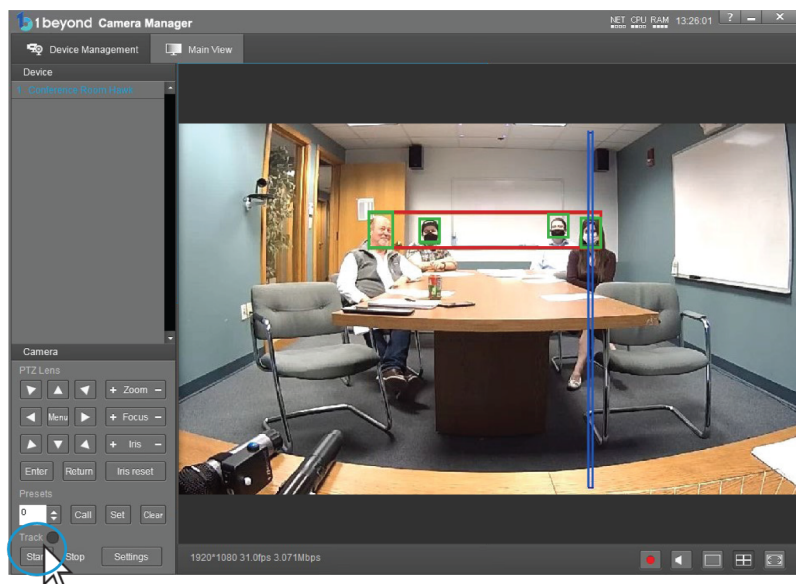 1 beyond Camera Manager
NET CPU RAM 13:26:01 ? – ×
Device Management Main View
Device
1. Conference Room Hawk
Camera
PTZ Lens
+ Zoom –
Menu + Focus –
+ Iris –
Enter Return Iris reset
Presets
0 Call Set Clear
Track
Start Stop Settings
1920*1080 31.0fps 3.071Mbps